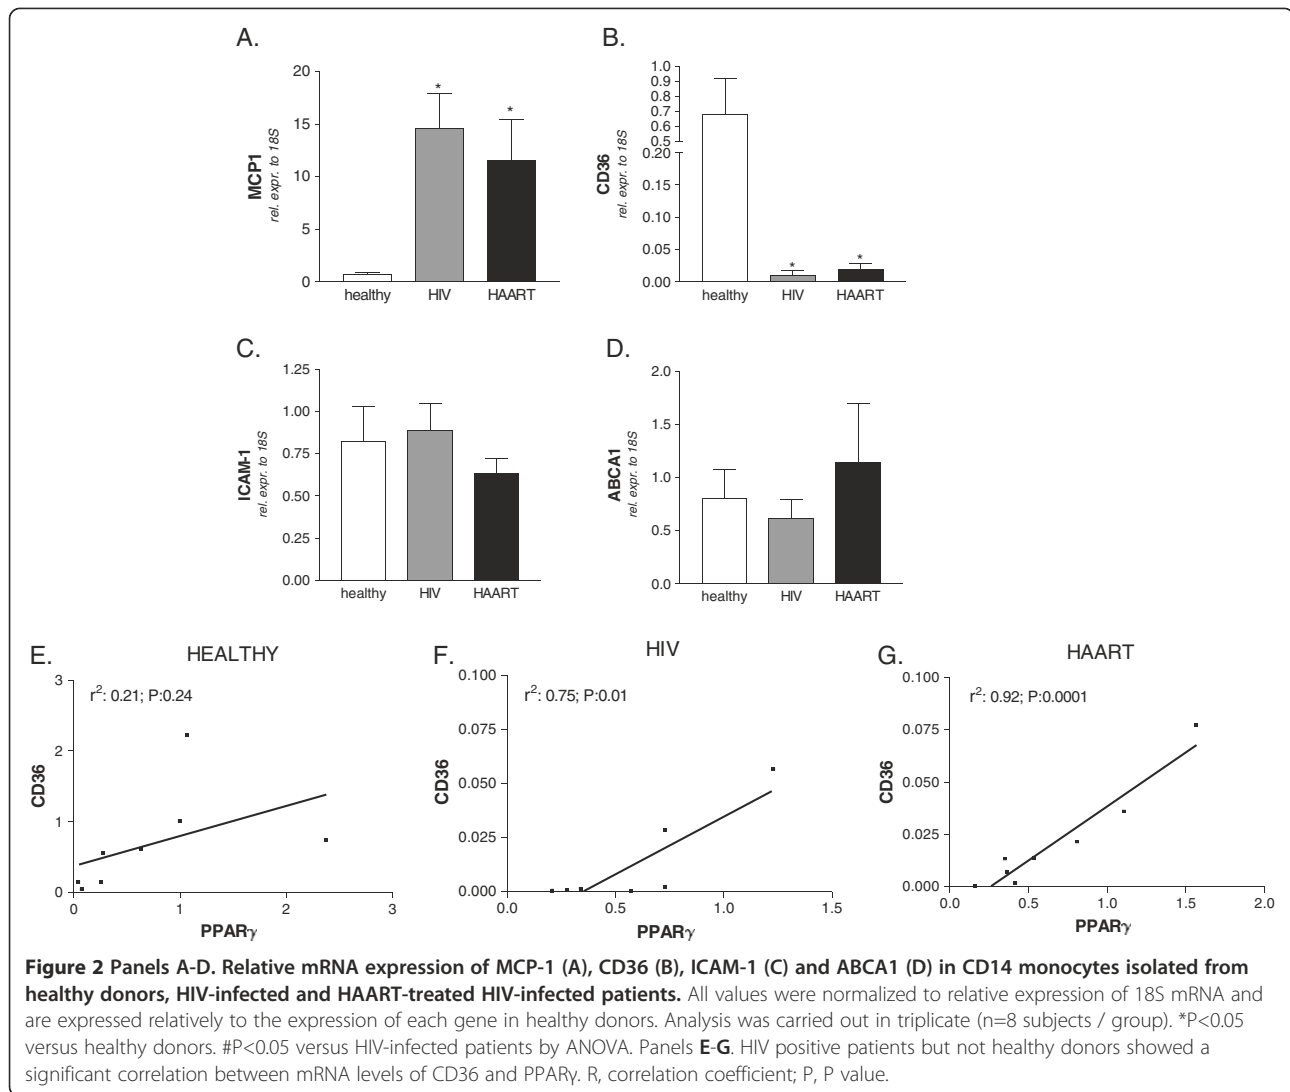 A.
MCP1
rel. expr. to 18S
20
15
10
5
0
*
*
healthy HIV HAART
B.
CD36
rel. expr. to 18S
1.0
0.9
0.8
0.7
0.6
0.5
0.20
0.15
0.10
0.05
0.00
*
*
healthy HIV HAART
C.
ICAM-1
rel. expr. to 18S
1.25
1.00
0.75
0.50
0.25
0.00
healthy HIV HAART
D.
ABCA1
rel. expr. to 18S
2.0
1.5
1.0
0.5
0.0
healthy HIV HAART
E.
HEALTHY
r²: 0.21; P:0.24
CD36
3
2
1
0
0 1 2 3
PPARγ
F.
HIV
r²: 0.75; P:0.01
CD36
0.100
0.075
0.050
0.025
0.000
0.0 0.5 1.0 1.5
PPARγ
G.
HAART
r²: 0.92; P:0.0001
CD36
0.100
0.075
0.050
0.025
0.000
0.0 0.5 1.0 1.5 2.0
PPARγ
Figure 2 Panels A-D. Relative mRNA expression of MCP-1 (A), CD36 (B), ICAM-1 (C) and ABCA1 (D) in CD14 monocytes isolated from
healthy donors, HIV-infected and HAART-treated HIV-infected patients. All values were normalized to relative expression of 18S mRNA and
are expressed relatively to the expression of each gene in healthy donors. Analysis was carried out in triplicate (n=8 subjects / group). *P<0.05
versus healthy donors. #P<0.05 versus HIV-infected patients by ANOVA. Panels E-G. HIV positive patients but not healthy donors showed a
significant correlation between mRNA levels of CD36 and PPARγ. R, correlation coefficient; P, P value.